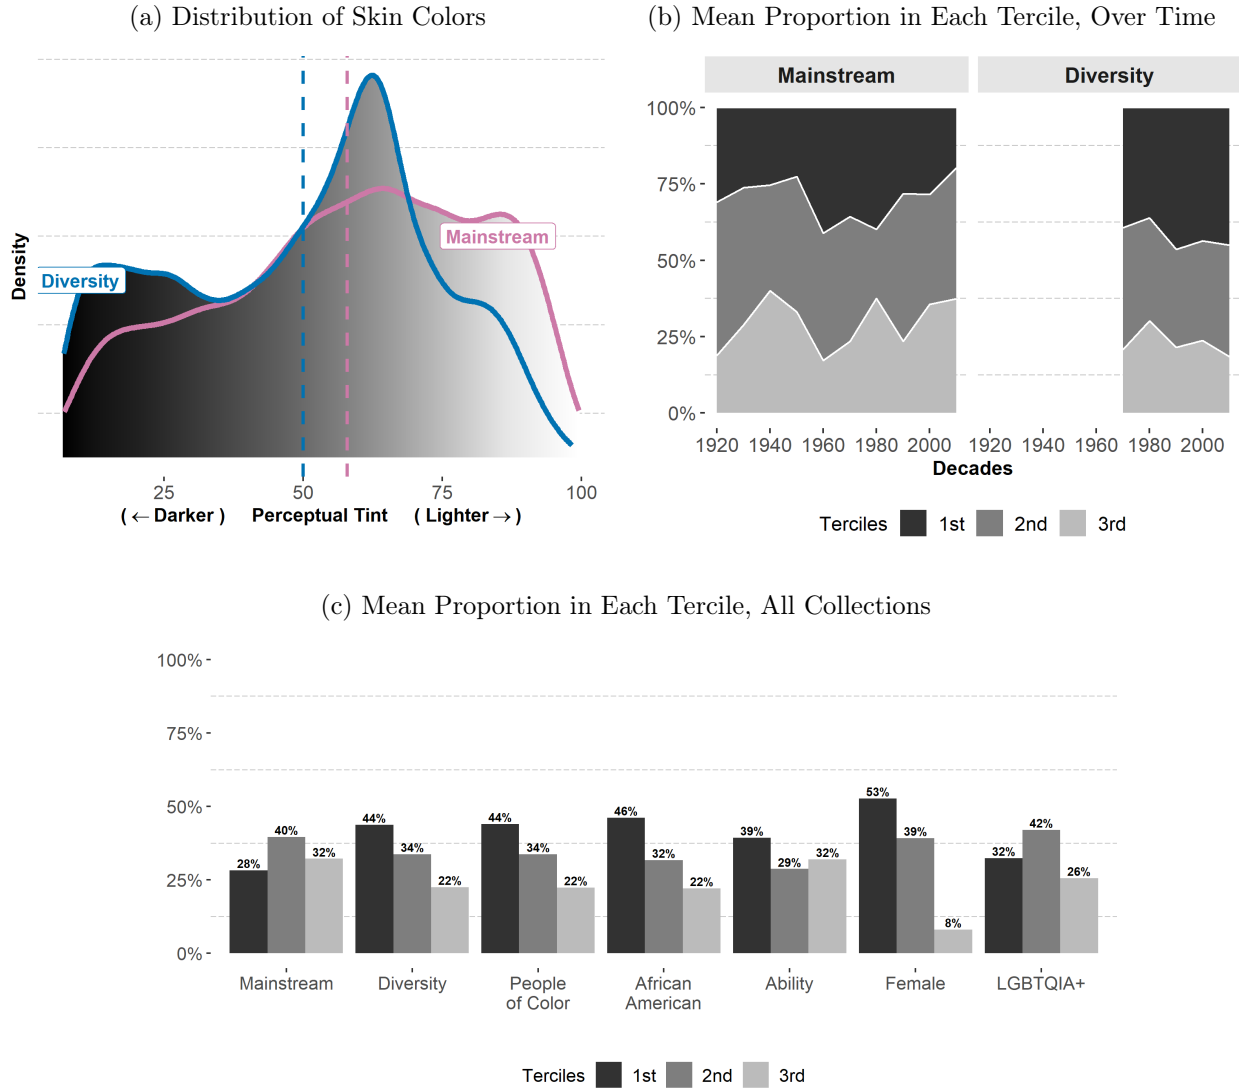 (a) Distribution of Skin Colors
Density
Diversity
Mainstream
25 50 75 100
( ← Darker ) Perceptual Tint ( Lighter → )
(b) Mean Proportion in Each Tercile, Over Time
Mainstream Diversity
100%
75%
50%
25%
0%
1920 1940 1960 1980 2000 1920 1940 1960 1980 2000
Decades
Terciles 1st 2nd 3rd
(c) Mean Proportion in Each Tercile, All Collections
100%
75%
50%
25%
0%
28% 40% 32% 44% 34% 22% 44% 34% 22% 46% 32% 22% 39% 29% 32% 53% 39% 8% 32% 42% 26%
Mainstream Diversity People African Ability Female LGBTQIA+
of Color American
Terciles 1st 2nd 3rd